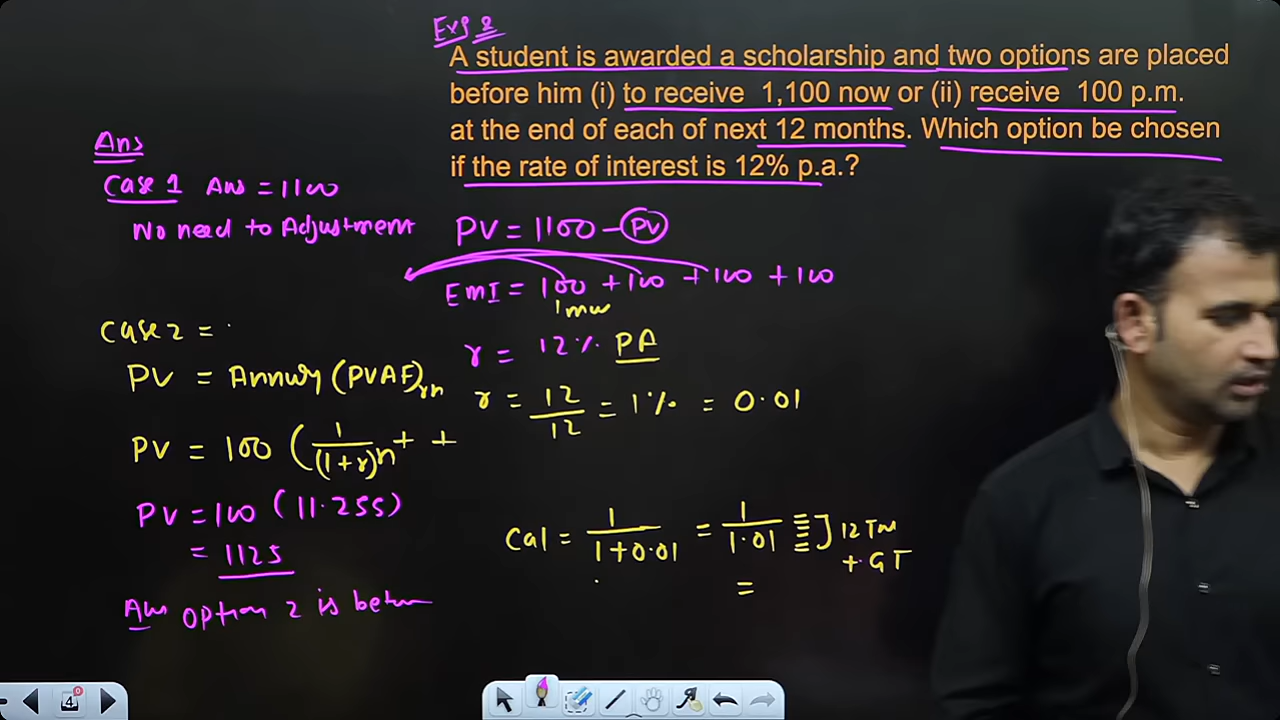 Exp 2
A student is awarded a scholarship and two options are placed
before him (i) to receive 1,100 now or (ii) receive 100 p.m.
at the end of each of next 12 months. Which option be chosen
if the rate of interest is 12% p.a.?
Ans
Case 1 Ans = 1100
No need to Adjustment
PV = 1100 - PV
EMI = 100 + 100 + 100 + 100
Case 2 =
r = 12% PA
PV = (PVAF)rn
r = 12/12 = 1% = 0.01
PV = 100 (1/(1+r)n + +
PV = 100 (11.255)
= 1125
Cal = 1/1+0.01 = 1/1.01 ] 12 Tm
+ GT
=
Ans option 2 is
4
0